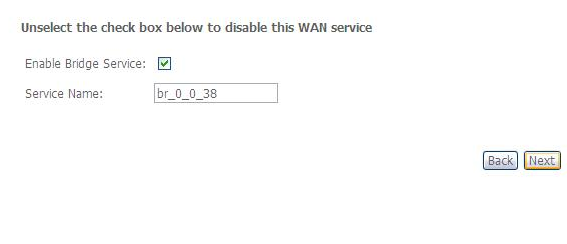 Unselect the check box below to disable this WAN service
Enable Bridge Service:
Service Name: br_0_0_38
Back Next